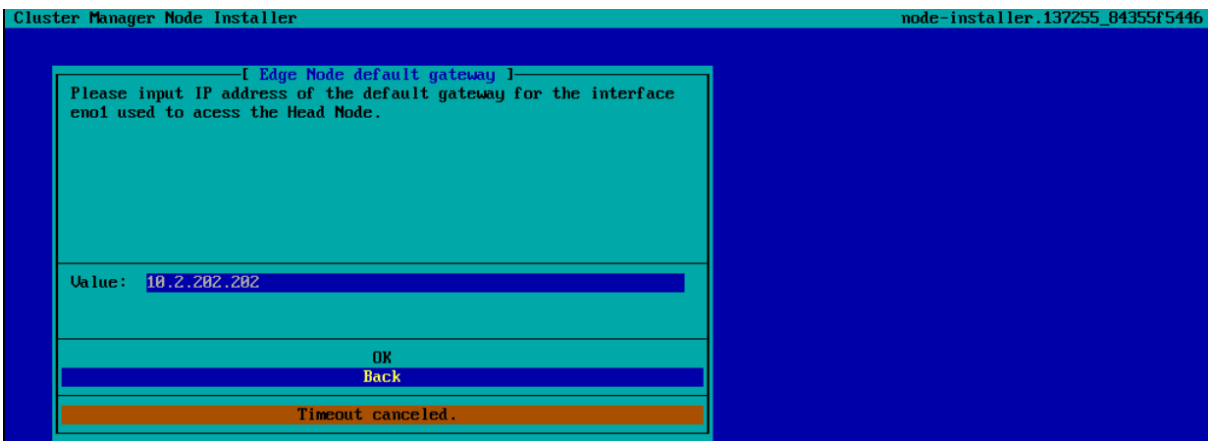 Cluster Manager Node Installer
node-installer.137255_84355f5446
[ Edge Node default gateway ]
Please input IP address of the default gateway for the interface
eno1 used to acess the Head Node.
Value: 10.2.202.202
OK
Back
Timeout canceled.